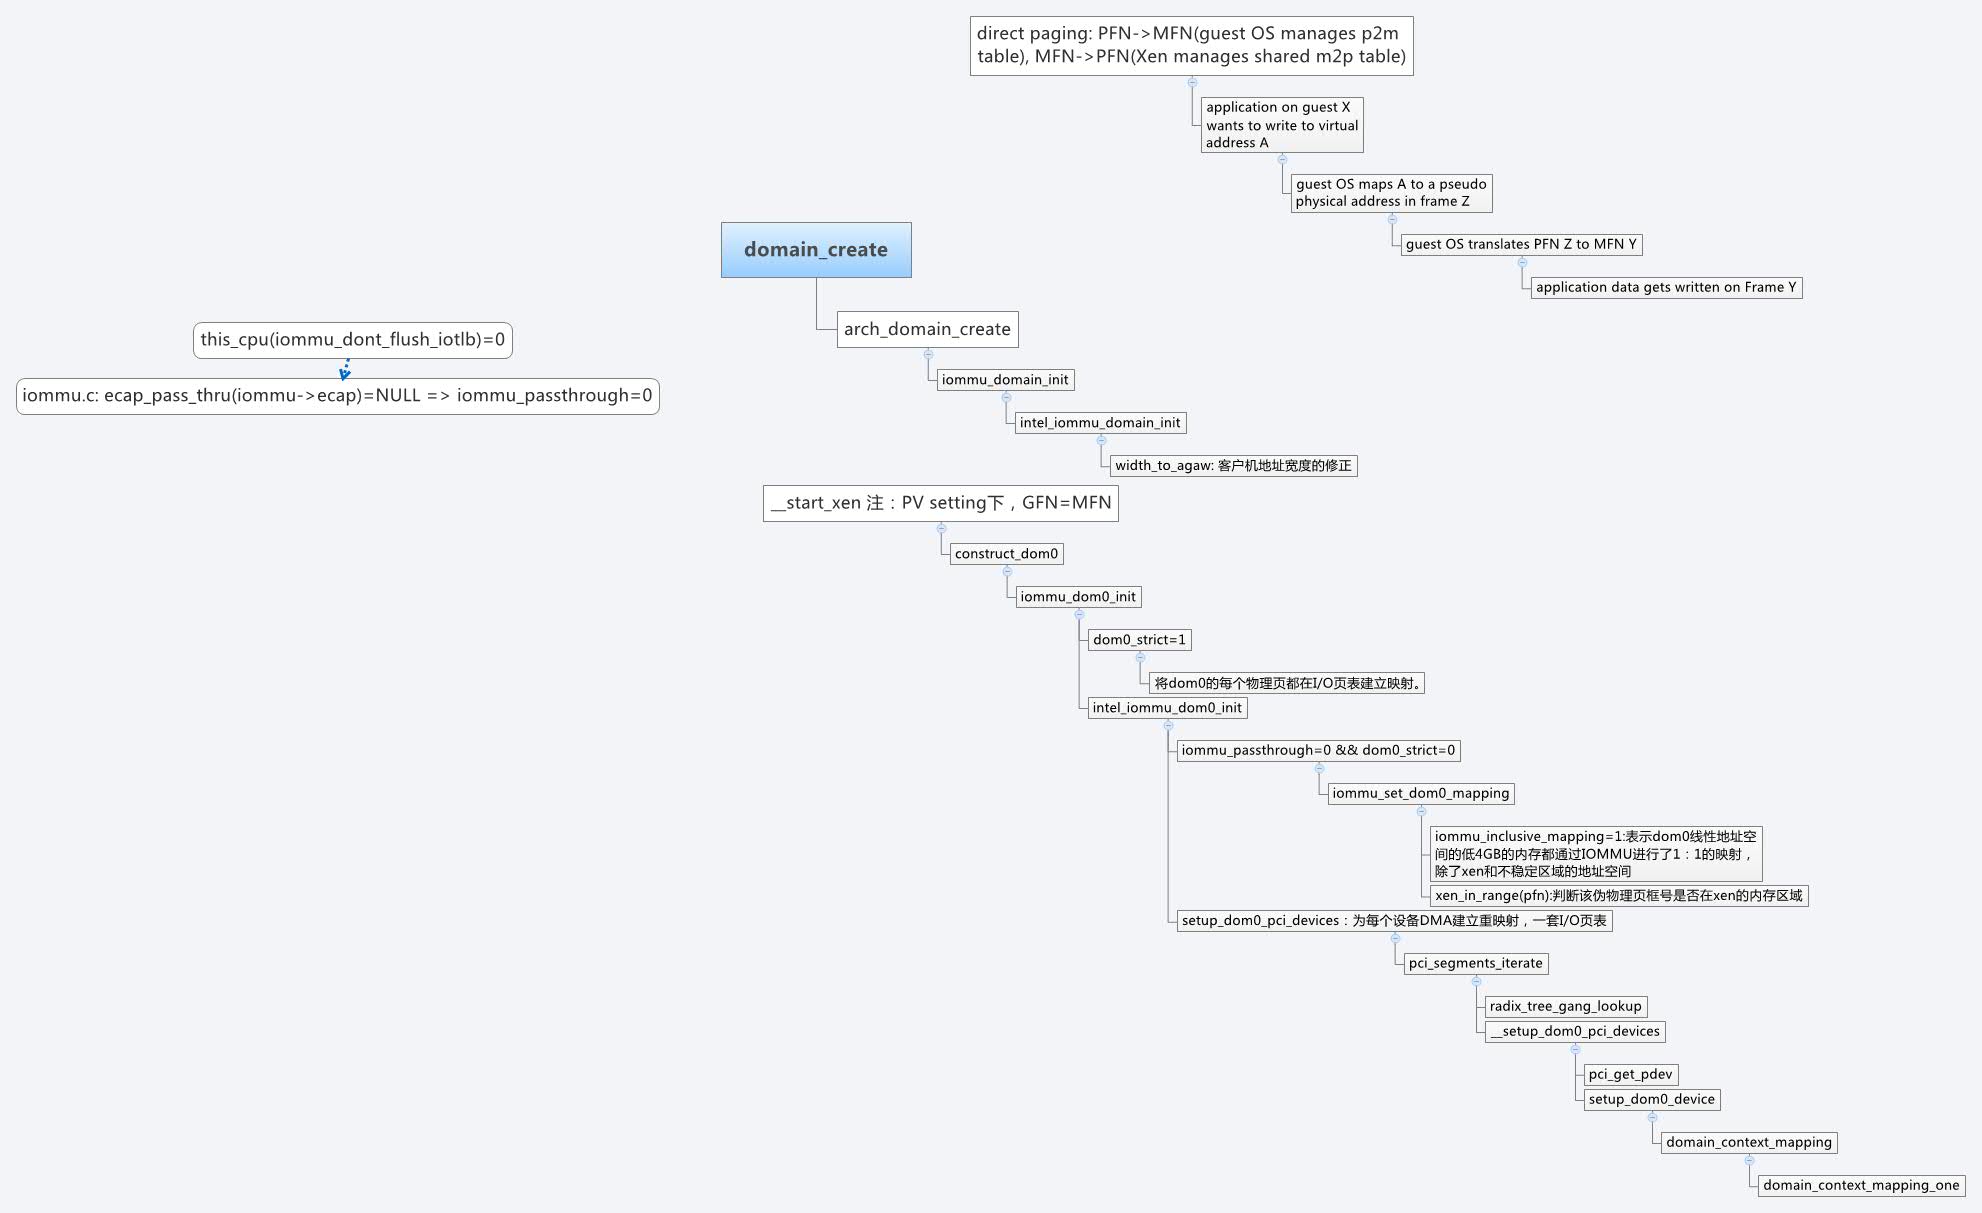 direct paging: PFN->MFN(guest OS manages p2m
table), MFN->PFN(Xen manages shared m2p table)
application on guest X
wants to write to virtual
address A
guest OS maps A to a pseudo
physical address in frame Z
guest OS translates PFN Z to MFN Y
application data gets written on Frame Y
domain_create
arch_domain_create
this_cpu(iommu_dont_flush_iotlb)=0
iommu.c: ecap_pass_thru(iommu->ecap)=NULL => iommu_passthrough=0
iommu_domain_init
intel_iommu_domain_init
width_to_agaw: 客户机地址宽度的修正
__start_xen 注：PV setting下，GFN=MFN
construct_dom0
iommu_dom0_init
dom0_strict=1
将dom0的每个物理页都在I/O页表建立映射。
intel_iommu_dom0_init
iommu_passthrough=0 && dom0_strict=0
iommu_set_dom0_mapping
iommu_inclusive_mapping=1:表示dom0线性地址空
间的低4GB的内存都通过IOMMU进行了1：1的映射，
除了xen和不稳定区域的地址空间
xen_in_range(pfn):判断该伪物理页框号是否在xen的内存区域
setup_dom0_pci_devices：为每个设备DMA建立重映射，一套I/O页表
pci_segments_iterate
radix_tree_gang_lookup
__setup_dom0_pci_devices
pci_get_pdev
setup_dom0_device
domain_context_mapping
domain_context_mapping_one